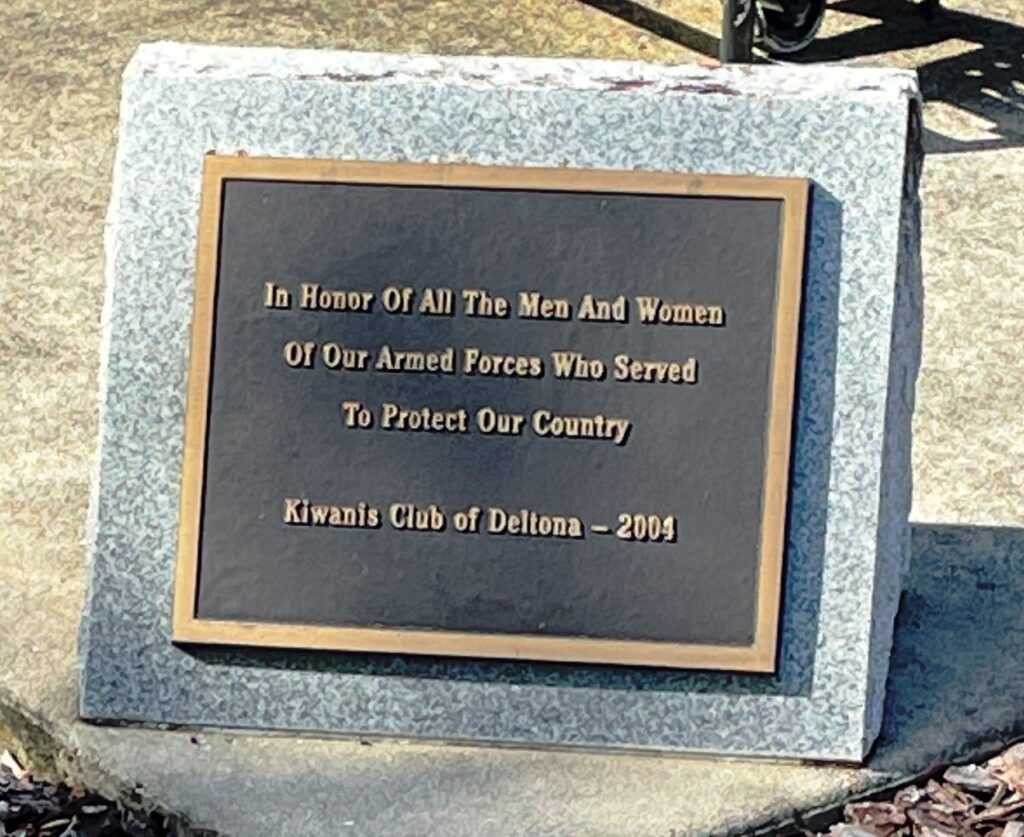 In Honor Of All The Men And Women
Of Our Armed Forces Who Served
To Protect Our Country
Kiwanis Club of Deltona – 2004